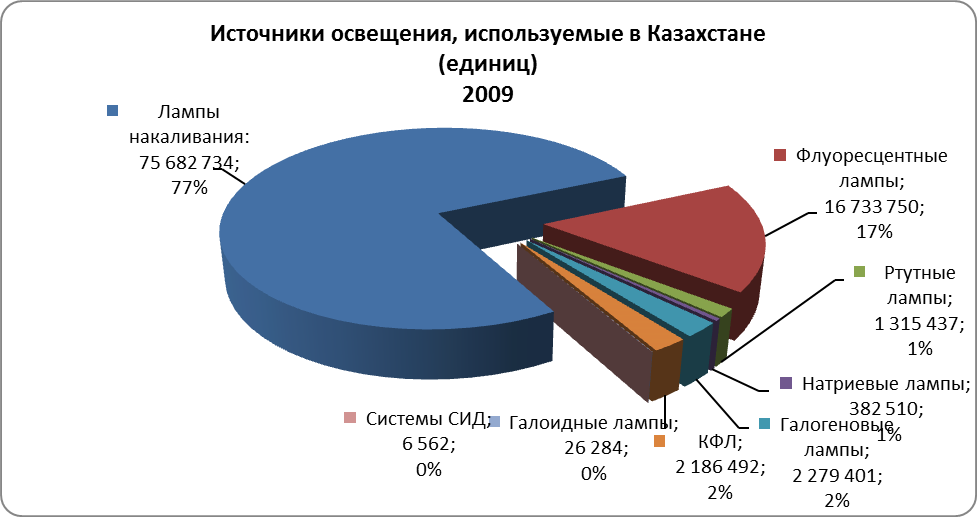 Источники освещения, используемые в Казахстане
(единиц)
2009
Лампы
накаливания:
75 682 734;
77%
Флуоресцентные
лампы;
16 733 750;
17%
Ртутные
лампы;
1 315 437;
1%
Натриевые лампы;
382 510;
1%
Галогеновые
лампы;
2 279 401;
2%
КФЛ;
2 186 492;
2%
Галоидные лампы;
26 284;
0%
Системы СИД;
6 562;
0%